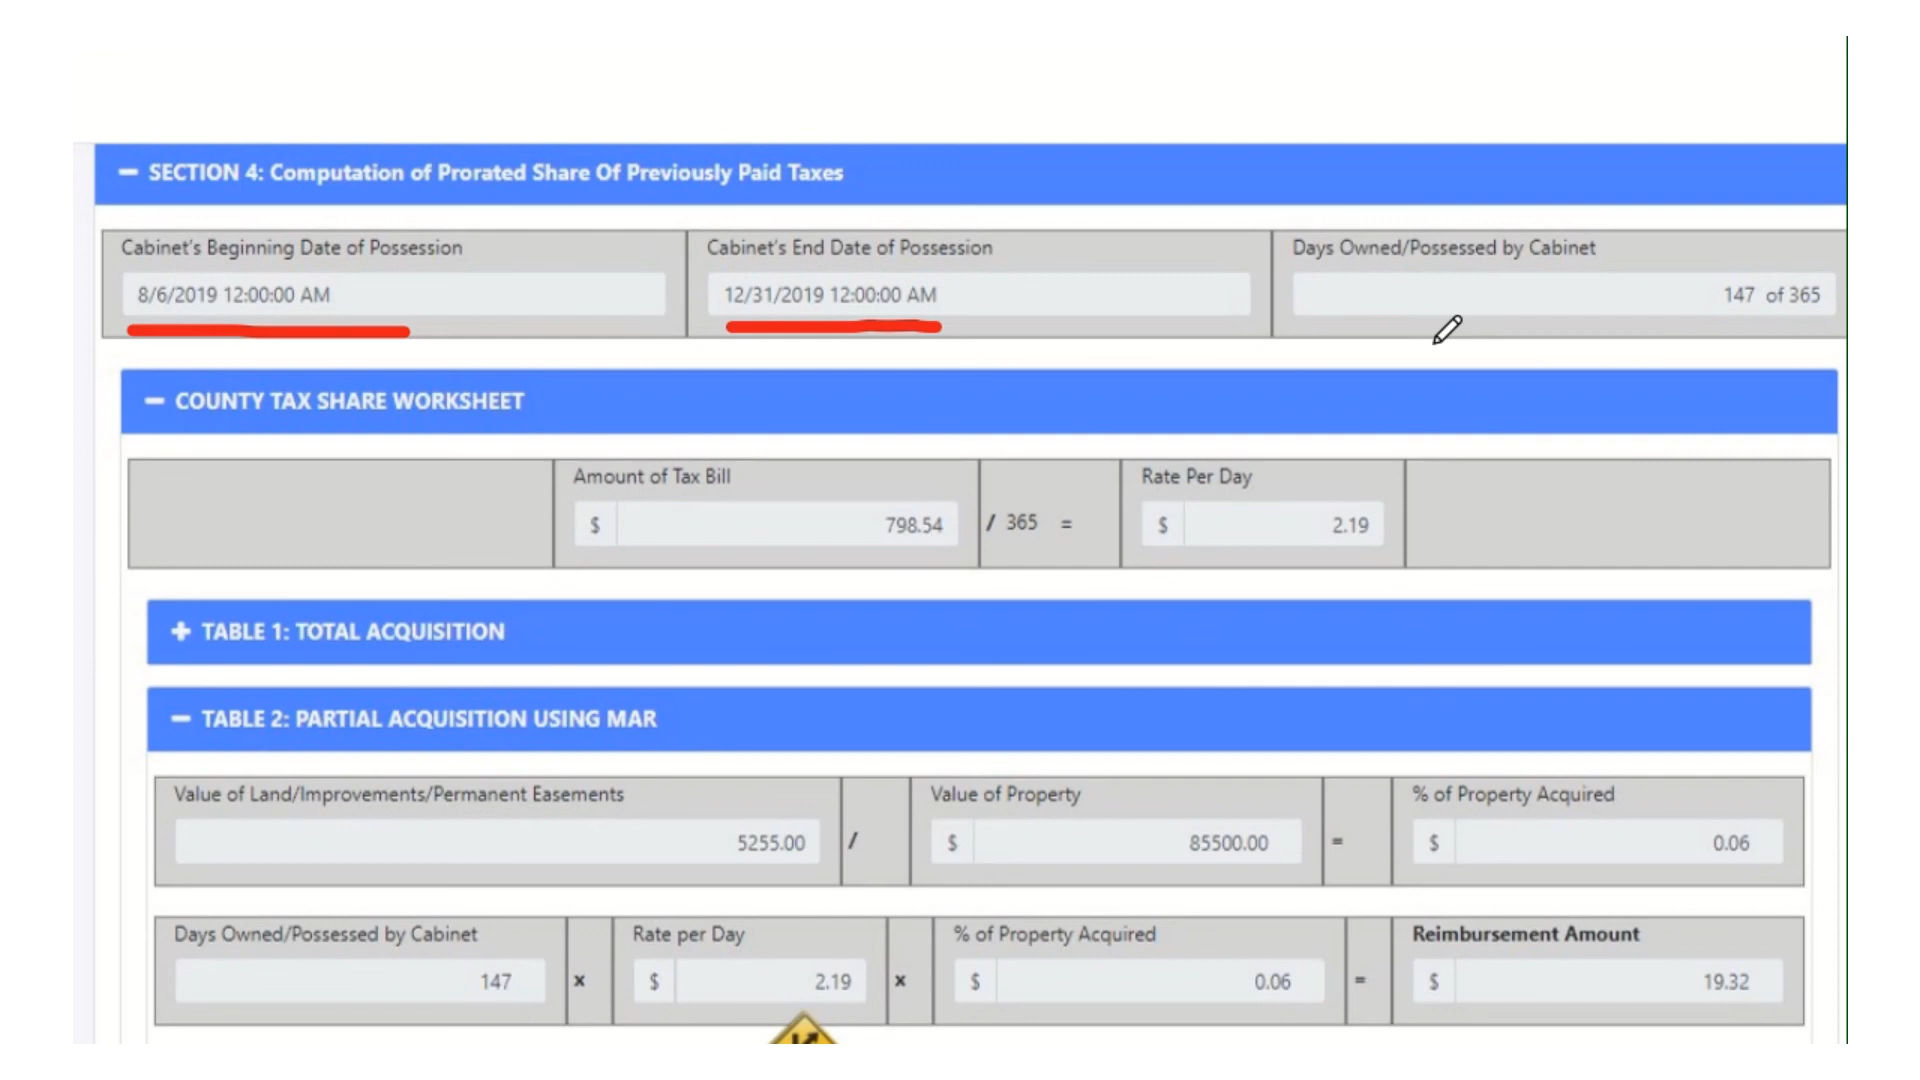 SECTION 4: Computation of Prorated Share Of Previously Paid Taxes
Cabinet's Beginning Date of Possession
Cabinet's End Date of Possession
Days Owned/Possessed by Cabinet
8/6/2019 12:00:00 AM
12/31/2019 12:00:00 AM
147 of 365
COUNTY TAX SHARE WORKSHEET
Amount of Tax Bill
Rate Per Day
$ 798.54 / 365 = $ 2.19
TABLE 1: TOTAL ACQUISITION
TABLE 2: PARTIAL ACQUISITION USING MAR
Value of Land/Improvements/Permanent Easements
Value of Property
% of Property Acquired
5255.00 / $ 85500.00 = $ 0.06
Days Owned/Possessed by Cabinet
Rate per Day
% of Property Acquired
Reimbursement Amount
147 x $ 2.19 x $ 0.06 = $ 19.32